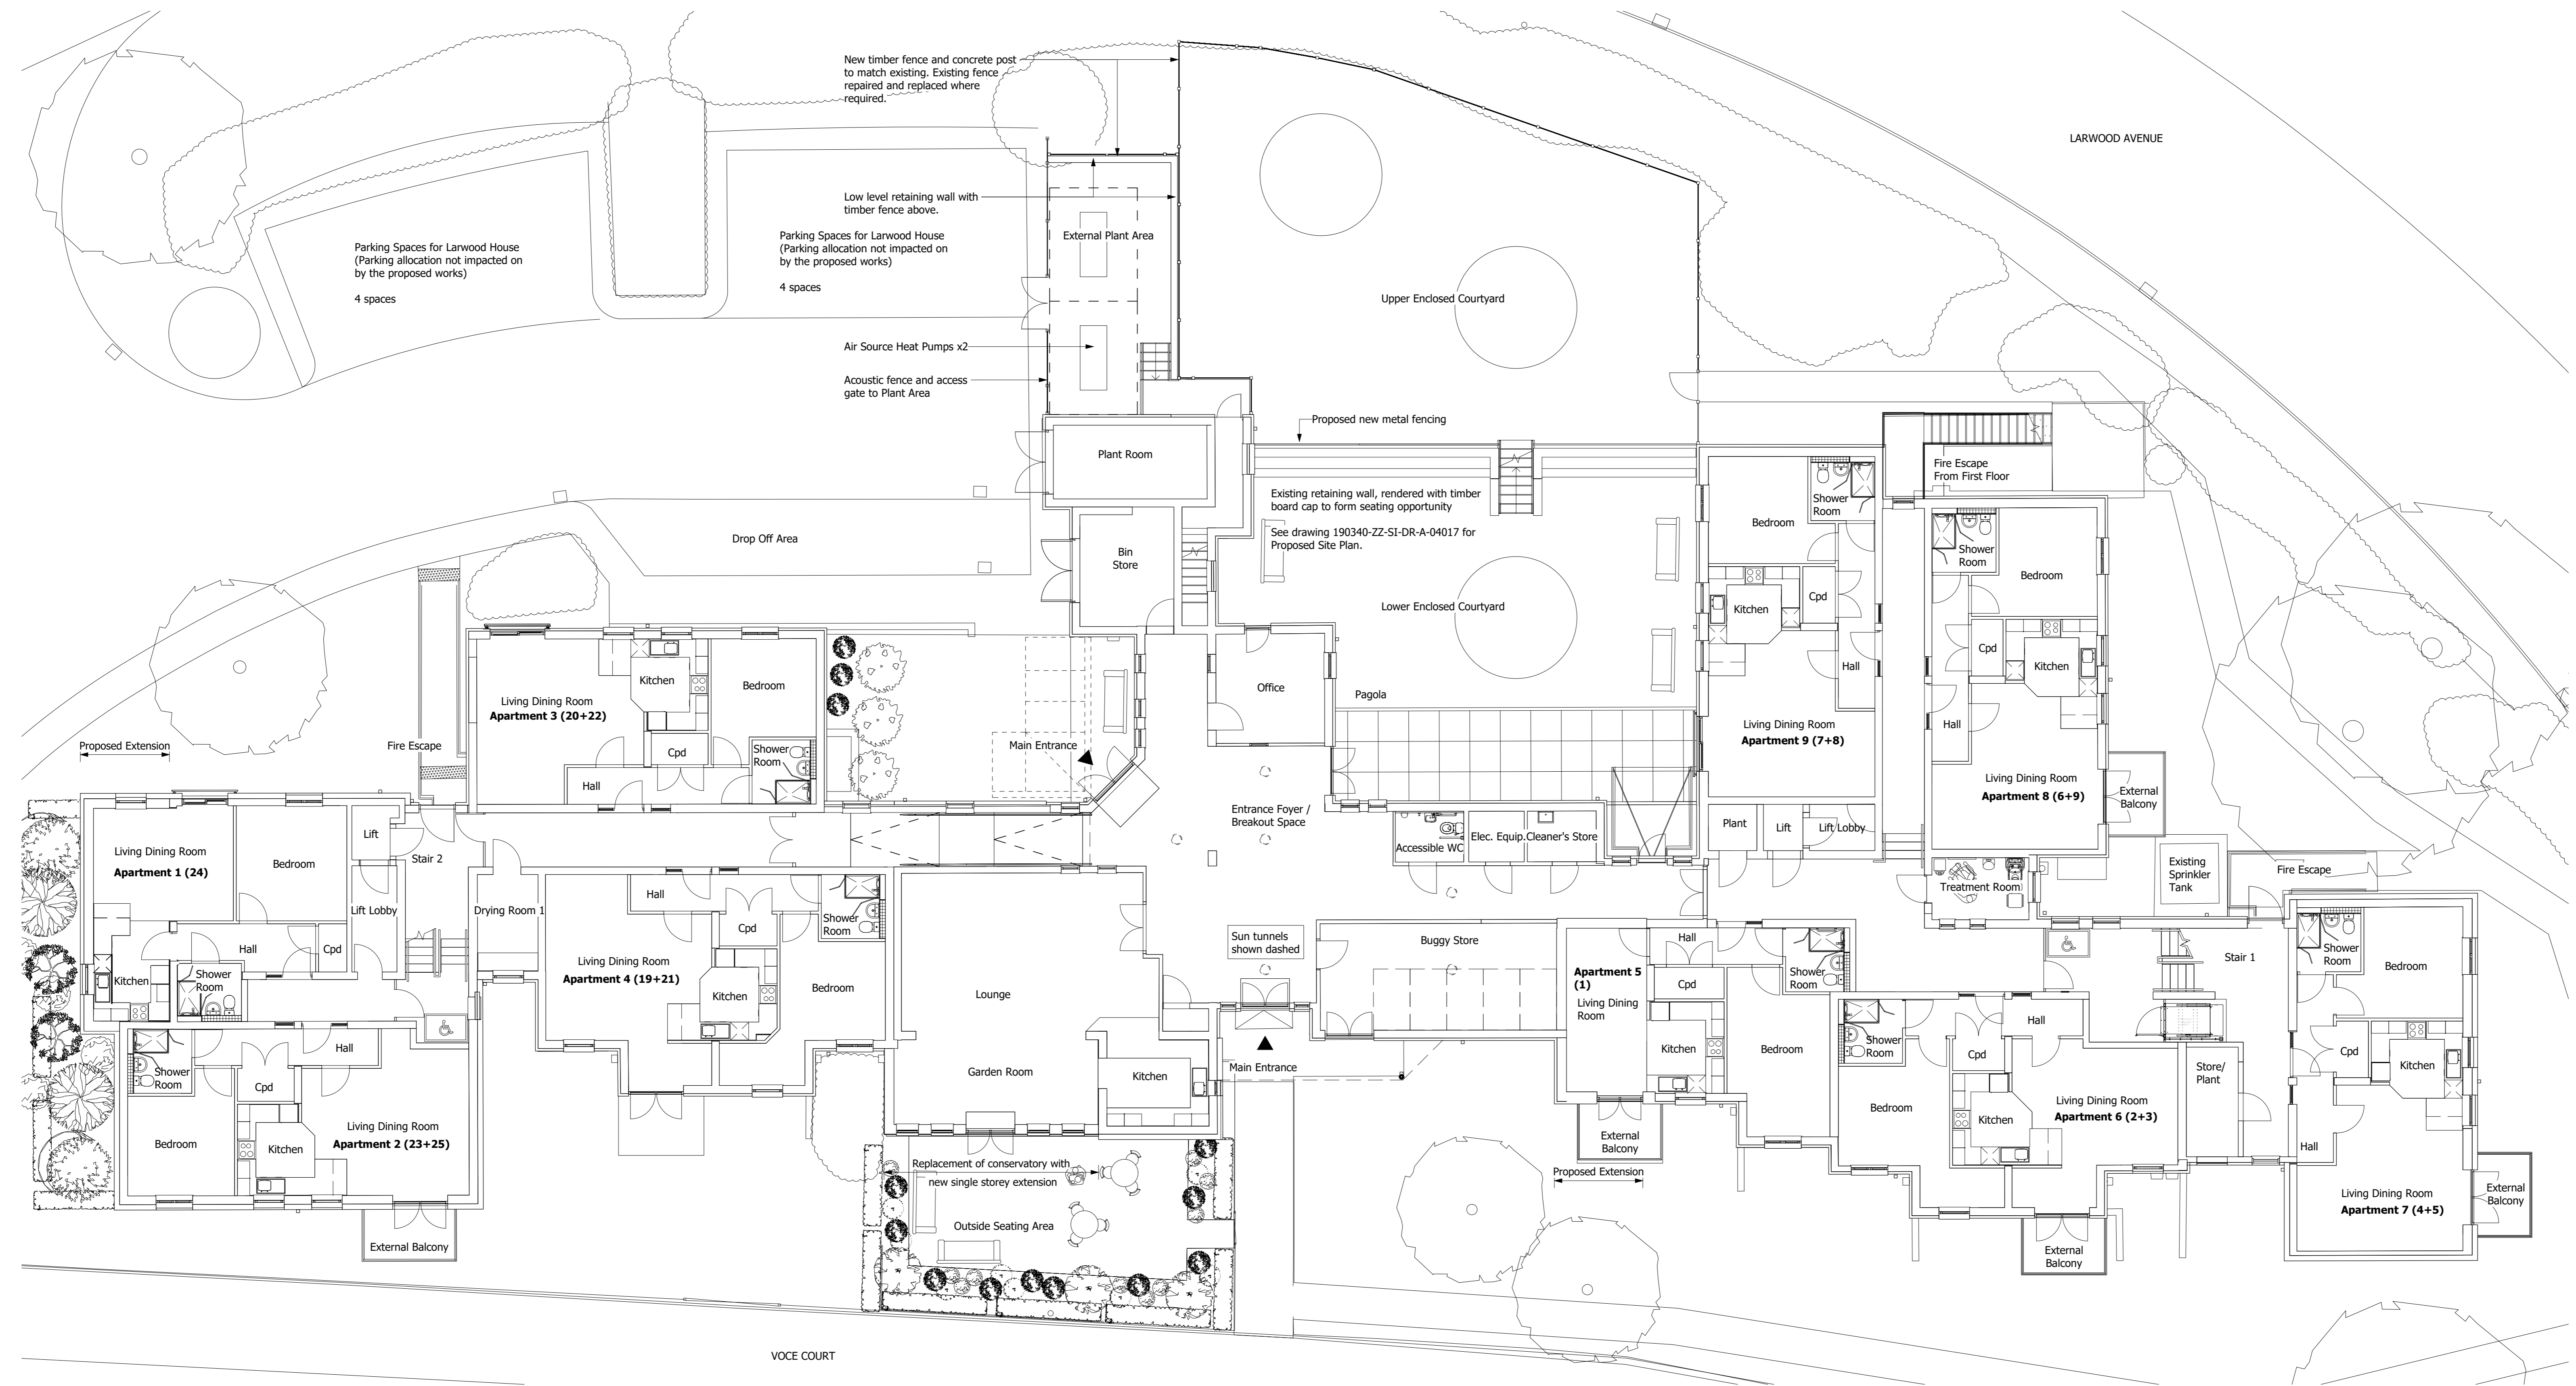 New timber fence and concrete post
to match existing. Existing fence
repaired and replaced where
required.
LARWOOD AVENUE
Low level retaining wall with
timber fence above.
Parking Spaces for Larwood House
(Parking allocation not impacted on
by the proposed works)
4 spaces
Parking Spaces for Larwood House
(Parking allocation not impacted on
by the proposed works)
4 spaces
External Plant Area
Upper Enclosed Courtyard
Air Source Heat Pumps x2
Acoustic fence and access
gate to Plant Area
Proposed new metal fencing
Plant Room
Fire Escape
From First Floor
Existing retaining wall, rendered with timber
board cap to form seating opportunity
See drawing 190340-ZZ-SI-DR-A-04017 for
Proposed Site Plan.
Shower
Room
Bedroom
Drop Off Area
Bin
Store
Shower
Room
Bedroom
Lower Enclosed Courtyard
Kitchen
Cpd
Cpd
Kitchen
Hall
Kitchen
Bedroom
Office
Pagola
Living Dining Room
Apartment 3 (20+22)
Living Dining Room
Apartment 9 (7+8)
Hall
Proposed Extension
Fire Escape
Cpd
Shower
Room
Main Entrance
Hall
Living Dining Room
Apartment 8 (6+9)
External
Balcony
Entrance Foyer /
Breakout Space
Lift
Stair 2
Accessible WC
Elec. Equip.
Cleaner's Store
Plant
Lift
Lift Lobby
Living Dining Room
Apartment 1 (24)
Bedroom
Existing
Sprinkler
Tank
Fire Escape
Treatment Room
Lift Lobby
Drying Room 1
Hall
Cpd
Shower
Room
Hall
Cpd
Sun tunnels
shown dashed
Buggy Store
Hall
Stair 1
Shower
Room
Bedroom
Living Dining Room
Apartment 4 (19+21)
Kitchen
Shower
Room
Bedroom
Kitchen
Lounge
Apartment 5
(1)
Living Dining
Room
Cpd
Shower
Room
Hall
Kitchen
Bedroom
Shower
Room
Cpd
Hall
Shower
Room
Cpd
Garden Room
Kitchen
Main Entrance
Store/
Plant
Cpd
Kitchen
Living Dining Room
Apartment 2 (23+25)
Bedroom
Kitchen
Bedroom
Kitchen
Living Dining Room
Apartment 6 (2+3)
External
Balcony
Hall
Replacement of conservatory with
new single storey extension
Proposed Extension
Living Dining Room
Apartment 7 (4+5)
External
Balcony
Outside Seating Area
External Balcony
External
Balcony
VOCE COURT